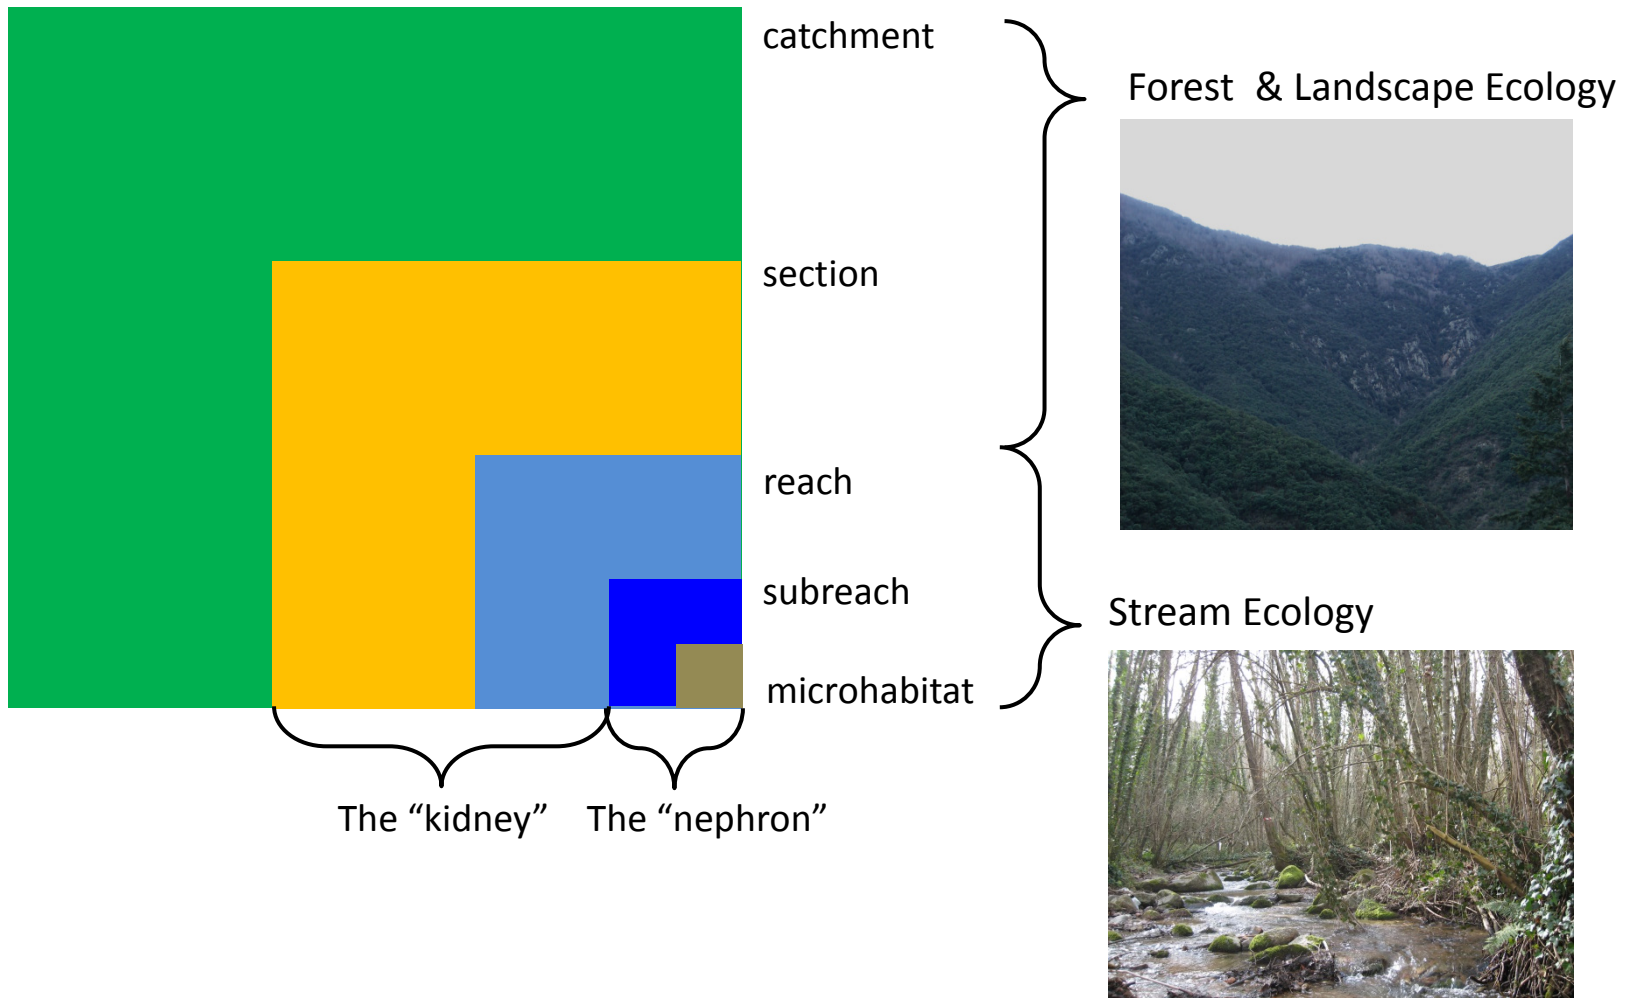 catchment
Forest & Landscape Ecology
section
reach
subreach
Stream Ecology
microhabitat
The “kidney”
The “nephron”